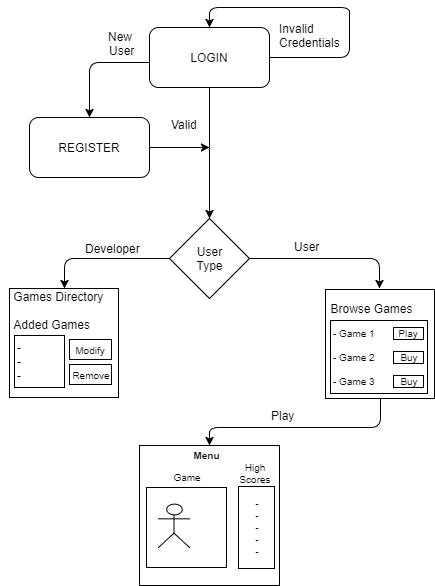 Invalid
Credentials
New
User
LOGIN
Valid
REGISTER
User
Type
Developer
User
Games Directory
Added Games
-
-
-
Modify
Remove
Browse Games
- Game 1
Play
- Game 2
Buy
- Game 3
Buy
Play
Menu
Game
High
Scores
-
-
-
-
-